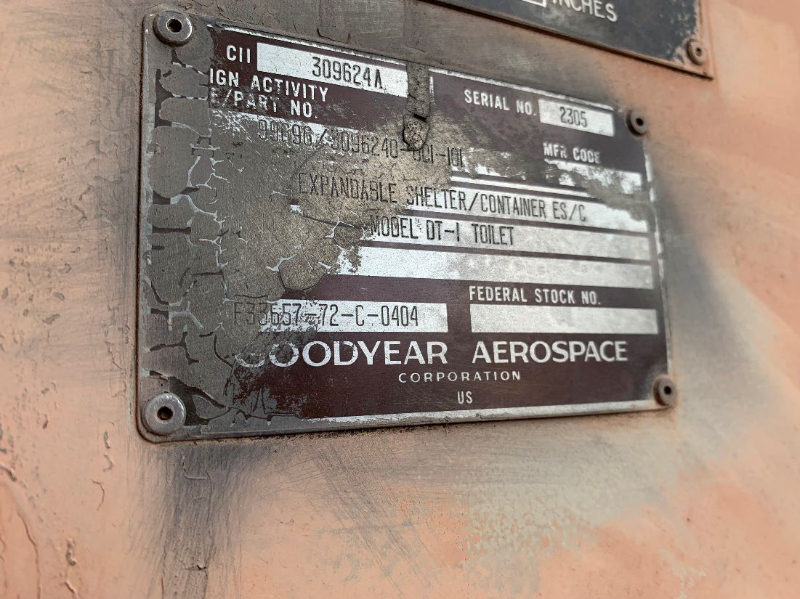 INCHES
CII 309624A
IGN ACTIVITY
E/PART NO.
SERIAL NO. 2305
MFR CODE
EXPANDABLE SHELTER/CONTAINER ES/C
MODEL DT-1 TOILET
FEDERAL STOCK NO.
F33657-72-C-0404
GOODYEAR AEROSPACE
CORPORATION
US